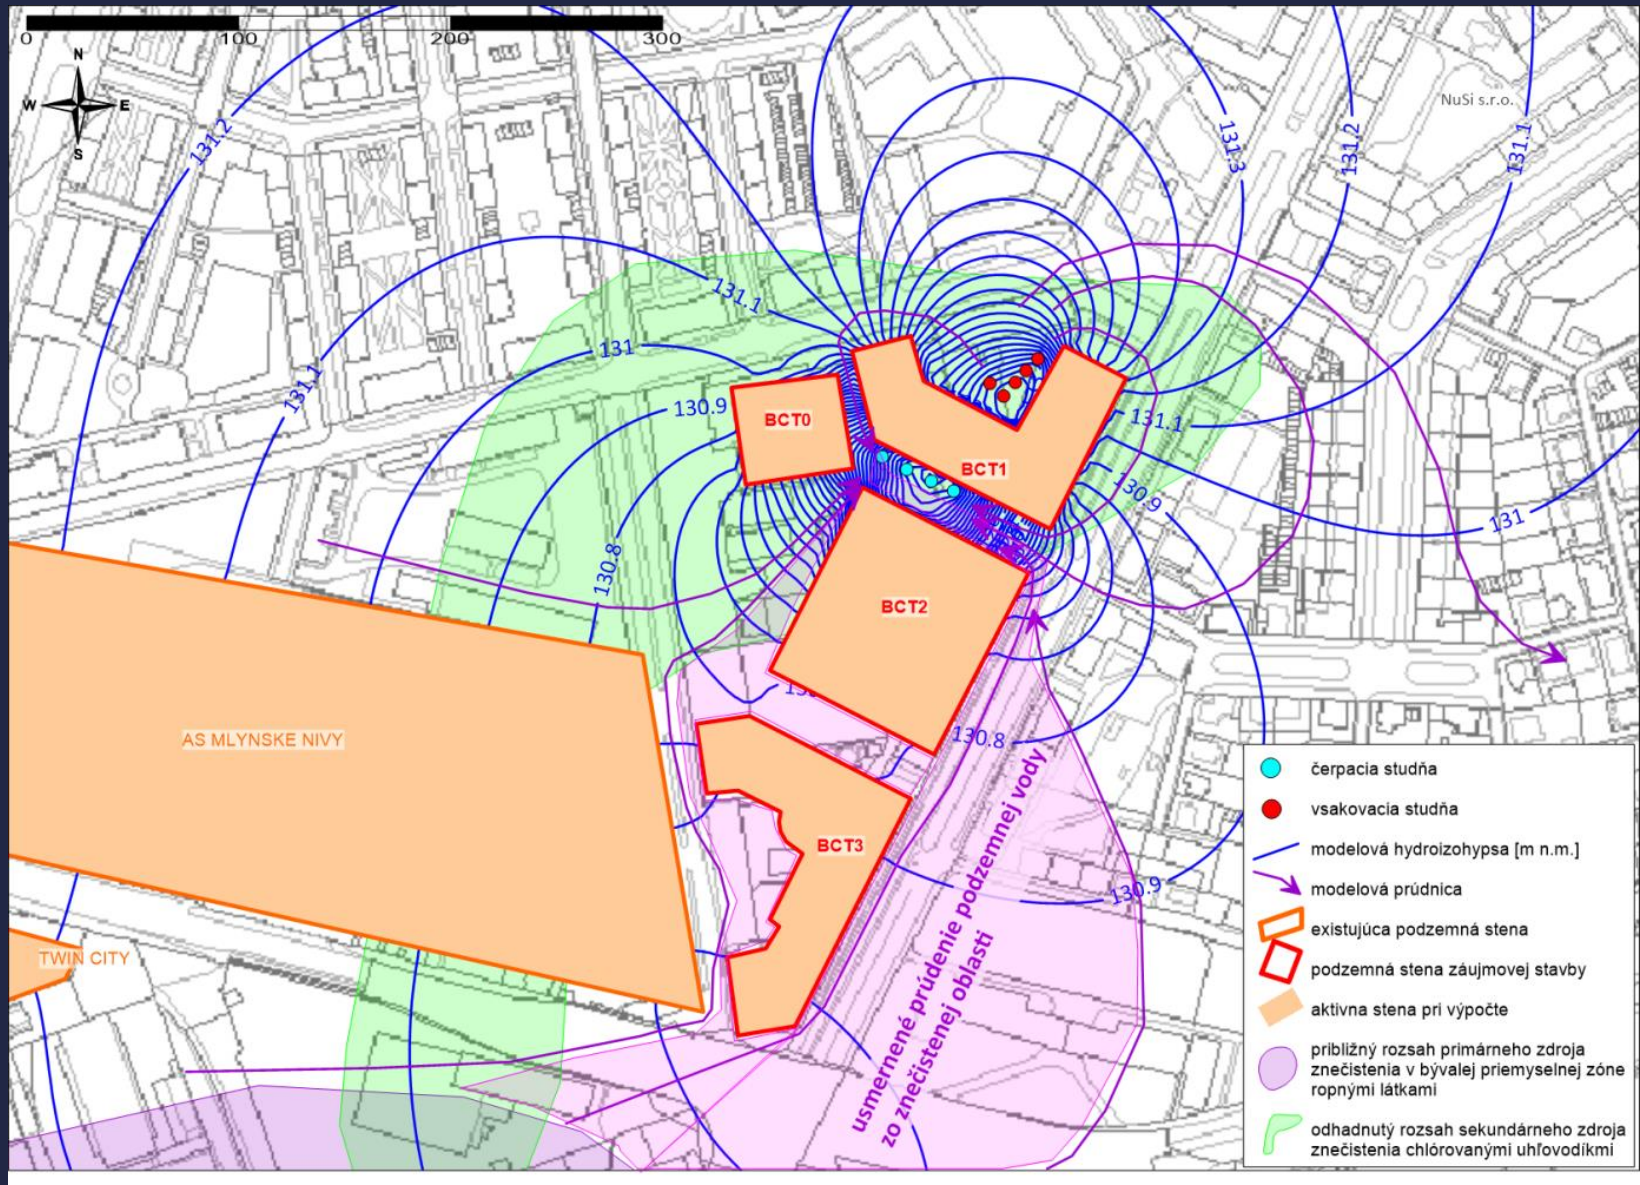 0 100 200 300
N
W E
S
NuSi s.r.o.
131.2
131.3
131.2
131.1
131.1
131
131.1
130.9
131.1
130.9
131
130.8
130.8
130.9
BCT0
BCT1
BCT2
BCT3
AS MLYNSKE NIVY
TWIN CITY
usmernené prúdenie podzemnej vody
zo znečistenej oblasti
čerpacia studňa
vsakovacia studňa
modelová hydroizohypsa [m n.m.]
modelová prúdnica
existujúca podzemná stena
podzemná stena záujmovej stavby
aktívna stena pri výpočte
približný rozsah primárneho zdroja
znečistenia v bývalej priemyselnej zóne
ropnými látkami
odhadnutý rozsah sekundárneho zdroja
znečistenia chlórovanými uhľovodíkmi